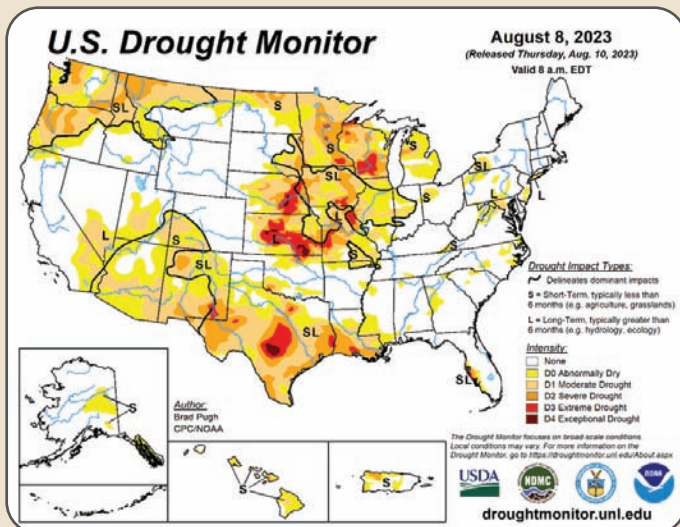 U.S. Drought Monitor
August 8, 2023
(Released Thursday, Aug. 10, 2023)
Valid 8 a.m. EDT
SL
S
S
S
SL
SL
S
L
L
L
S
L
S
S
SL
L
S
SL
SL
Drought Impact Types:
Delineates dominant impacts
S = Short-Term, typically less than
6 months (e.g. agriculture, grasslands)
L = Long-Term, typically greater than
6 months (e.g. hydrology, ecology)
Intensity:
None
D0 Abnormally Dry
D1 Moderate Drought
D2 Severe Drought
D3 Extreme Drought
D4 Exceptional Drought
Author:
Brad Pugh
CPC/NOAA
S
S
S
The Drought Monitor focuses on broad-scale conditions.
Local conditions may vary. For more information on the
Drought Monitor, go to https://droughtmonitor.unl.edu/About.aspx
USDA
NDMC
NOAA
droughtmonitor.unl.edu